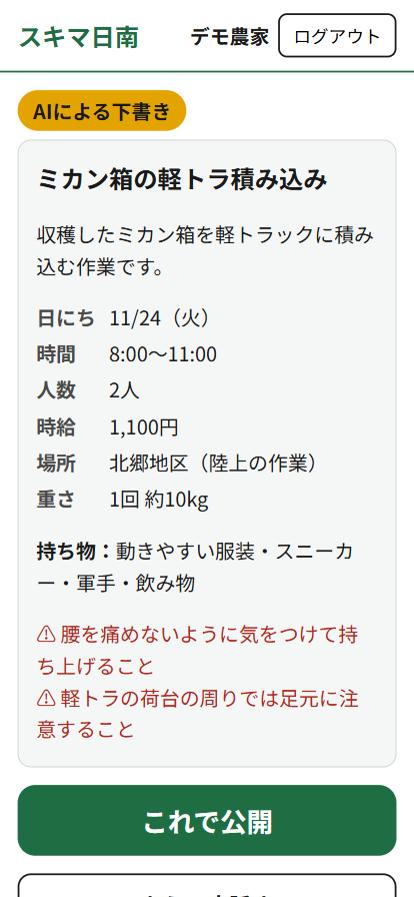 スキマ日南
デモ農家
ログアウト
AIによる下書き
ミカン箱の軽トラ積み込み
収穫したミカン箱を軽トラックに積み
込む作業です。
日にち 11/24（火）
時間 8:00〜11:00
人数 2人
時給 1,100円
場所 北郷地区（陸上の作業）
重さ 1回 約10kg
持ち物：動きやすい服装・スニーカ
ー・軍手・飲み物
⚠ 腰を痛めないように気をつけて持
ち上げること
⚠ 軽トラの荷台の周りでは足元に注
意すること
これで公開